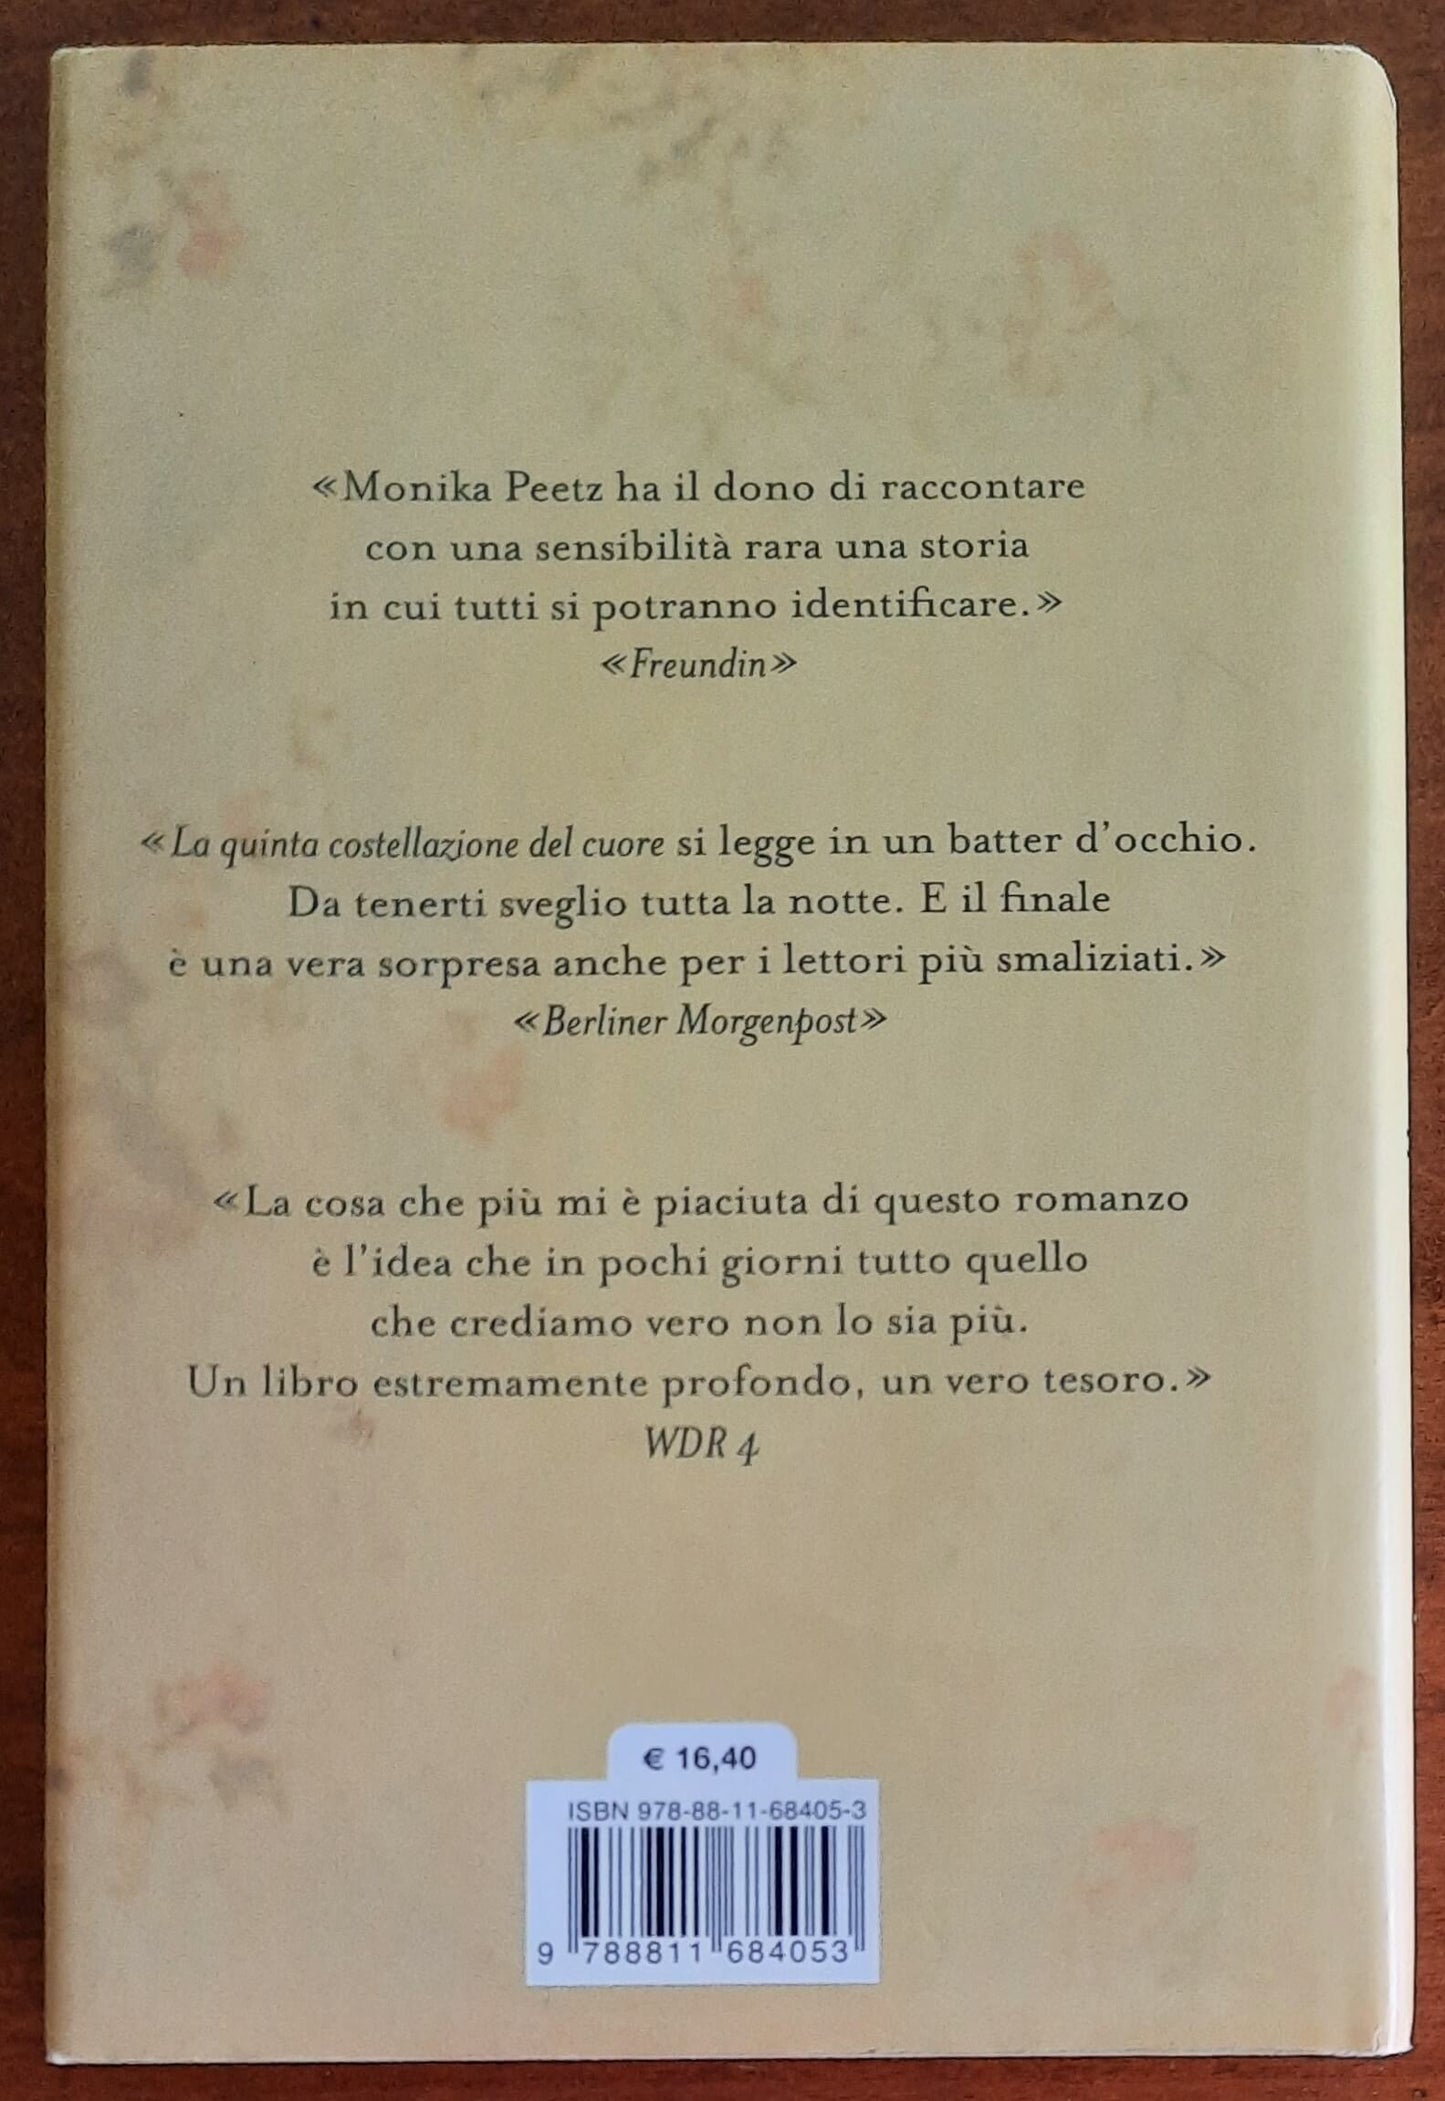 «Monika Peetz ha il dono di raccontare
con una sensibilità rara una storia
in cui tutti si potranno identificare.»
«Freundin»
«La quinta costellazione del cuore si legge in un batter d'occhio.
Da tenerti sveglio tutta la notte. E il finale
è una vera sorpresa anche per i lettori più smaliziati.»
«Berliner Morgenpost»
«La cosa che più mi è piaciuta di questo romanzo
è l'idea che in pochi giorni tutto quello
che crediamo vero non lo sia più.
Un libro estremamente profondo, un vero tesoro.»
WDR 4
€ 16,40
ISBN 978-88-11-68405-3
9 788811 684053